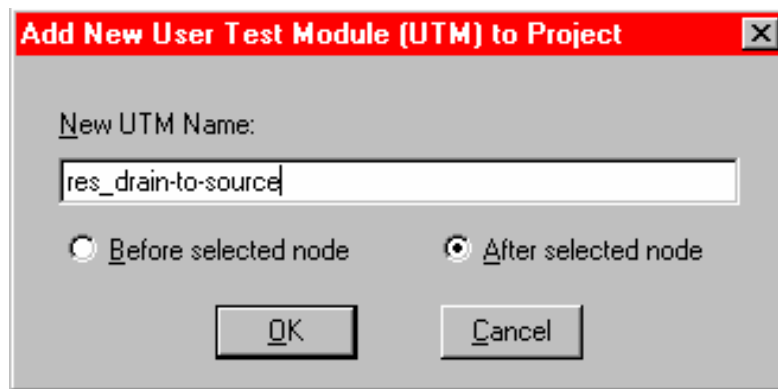 Add New User Test Module (UTM) to Project
New UTM Name:
res_drain-to-source
Before selected node After selected node
OK Cancel